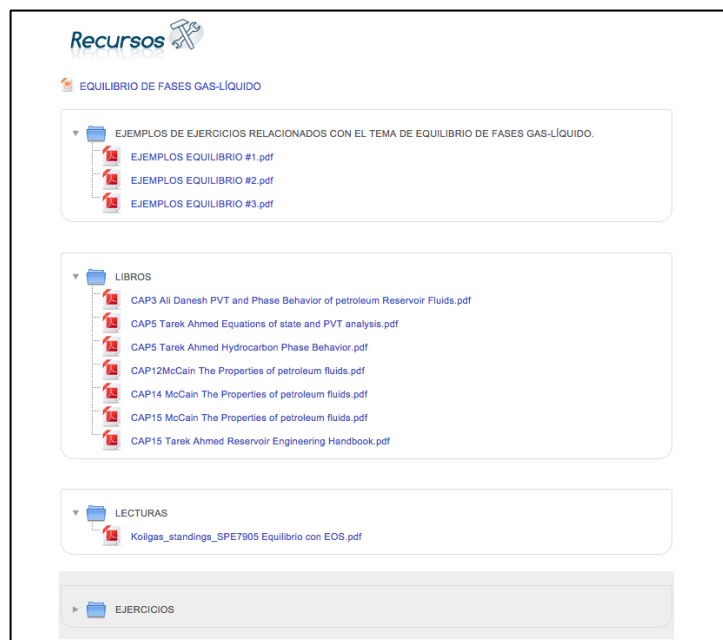 Recursos
EQUILIBRIO DE FASES GAS-LÍQUIDO
EJEMPLOS DE EJERCICIOS RELACIONADOS CON EL TEMA DE EQUILIBRIO DE FASES GAS-LÍQUIDO.
EJEMPLOS EQUILIBRIO #1.pdf
EJEMPLOS EQUILIBRIO #2.pdf
EJEMPLOS EQUILIBRIO #3.pdf
LIBROS
CAP3 Ali Danesh PVT and Phase Behavior of petroleum Reservoir Fluids.pdf
CAP5 Tarek Ahmed Equations of state and PVT analysis.pdf
CAP5 Tarek Ahmed Hydrocarbon Phase Behavior.pdf
CAP12McCain The Properties of petroleum fluids.pdf
CAP14 McCain The Properties of petroleum fluids.pdf
CAP15 McCain The Properties of petroleum fluids.pdf
CAP15 Tarek Ahmed Reservoir Engineering Handbook.pdf
LECTURAS
Koilgas_standings_SPE7905 Equilibrio con EOS.pdf
EJERCICIOS